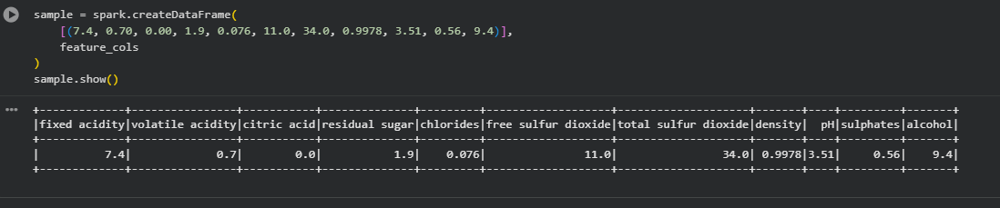 sample = spark.createDataFrame(
    [(7.4, 0.70, 0.00, 1.9, 0.076, 11.0, 34.0, 0.9978, 3.51, 0.56, 9.4)],
    feature_cols
)
sample.show()
+-------------+----------------+-----------+--------------+---------+-------------------+--------------------+-------+----+---------+-------+
|fixed acidity|volatile acidity|citric acid|residual sugar|chlorides|free sulfur dioxide|total sulfur dioxide|density|  pH|sulphates|alcohol|
+-------------+----------------+-----------+--------------+---------+-------------------+--------------------+-------+----+---------+-------+
|          7.4|             0.7|        0.0|           1.9|    0.076|               11.0|                34.0| 0.9978|3.51|     0.56|    9.4|
+-------------+----------------+-----------+--------------+---------+-------------------+--------------------+-------+----+---------+-------+